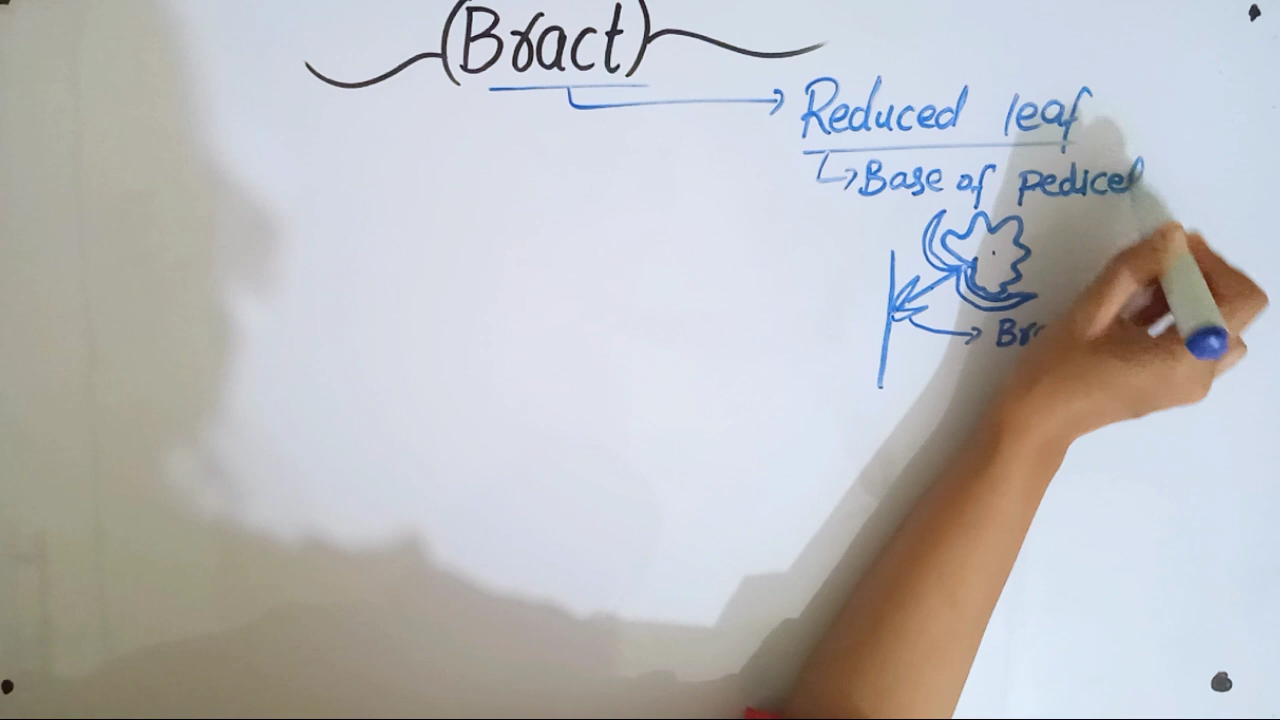 (Bract)
Reduced leaf
Base of pedicel